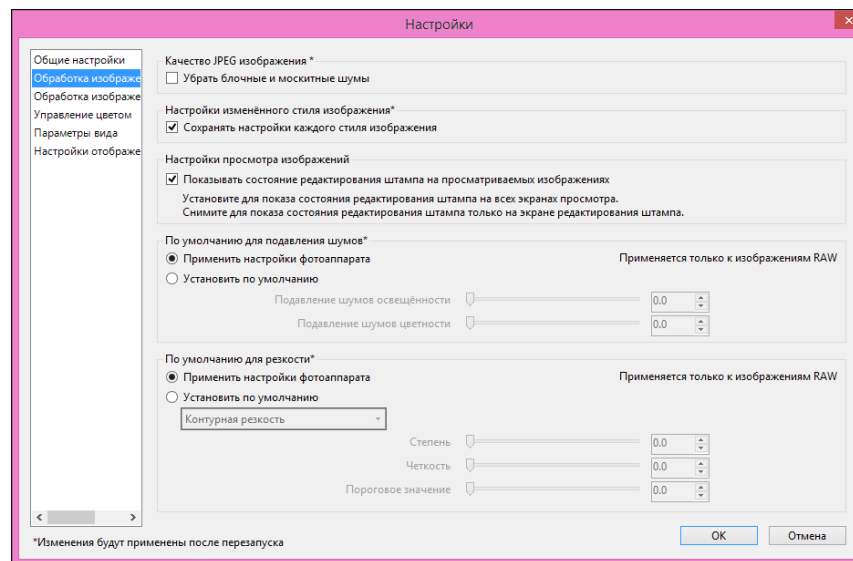 Настройки
Общие настройки
Обработка изображе
Обработка изображе
Управление цветом
Параметры вида
Настройки отображе
Качество JPEG изображения *
Убрать блочные и москитные шумы
Настройки изменённого стиля изображения*
Сохранять настройки каждого стиля изображения
Настройки просмотра изображений
Показывать состояние редактирования штампа на просматриваемых изображениях
Установите для показа состояния редактирования штампа на всех экранах просмотра.
Снимите для показа состояния редактирования штампа только на экране редактирования штампа.
По умолчанию для подавления шумов*
Применить настройки фотоаппарата Применяется только к изображениям RAW
Установить по умолчанию
Подавление шумов освещённости 0.0
Подавление шумов цветности 0.0
По умолчанию для резкости*
Применить настройки фотоаппарата Применяется только к изображениям RAW
Установить по умолчанию
Контурная резкость
Степень 0.0
Четкость 0.0
Пороговое значение 0.0
*Изменения будут применены после перезапуска
OK Отмена